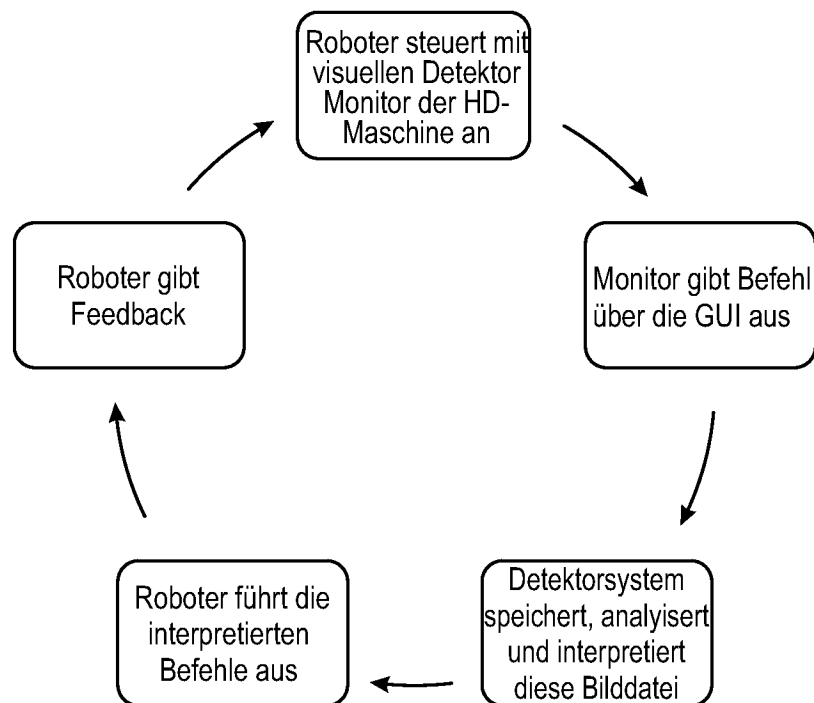 Roboter steuert mit
visuellen Detektor
Monitor der HD-
Maschine an
Monitor gibt Befehl
über die GUI aus
Detektorsystem
speichert, analyisert
und interpretiert
diese Bilddatei
Roboter führt die
interpretierten
Befehle aus
Roboter gibt
Feedback